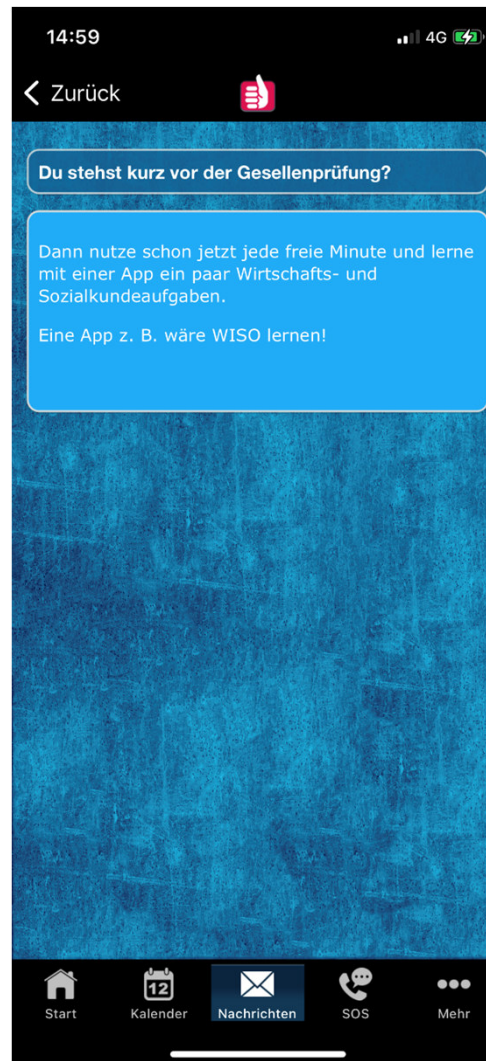 14:59
4G
Zurück
Du stehst kurz vor der Gesellenprüfung?
Dann nutze schon jetzt jede freie Minute und lerne
mit einer App ein paar Wirtschafts- und
Sozialkundeaufgaben.
Eine App z. B. wäre WISO lernen!
12
Start
Kalender
Nachrichten
SOS
Mehr